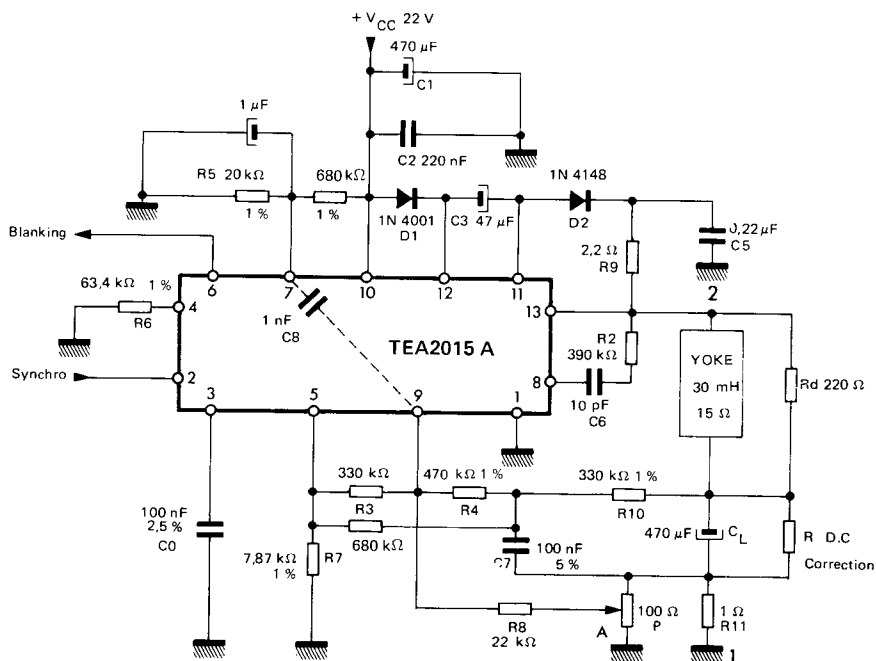 + VCC 22 V
470 µF
C1
1 µF
C2 220 nF
R5 20 kΩ
1 %
680 kΩ
1 %
1N 4001
D1
C3
47 µF
1N 4148
D2
0,22 µF
C5
2,2 Ω
R9
Blanking
6
7
10
12
11
63,4 kΩ 1 %
R6
4
1 nF
C8
TEA2015 A
13
2
R2
390 kΩ
YOKE
30 mH
15 Ω
Rd 220 Ω
Synchro
2
8
10 pF
C6
3
5
9
1
330 kΩ
R3
470 kΩ 1 %
R4
330 kΩ 1 %
R10
100 nF
2,5 %
C0
7,87 kΩ
1 %
R7
680 kΩ
C7
100 nF
5 %
470 µF
CL
R D.C
Correction
R8
22 kΩ
A
100 Ω
P
1 Ω
R11
1